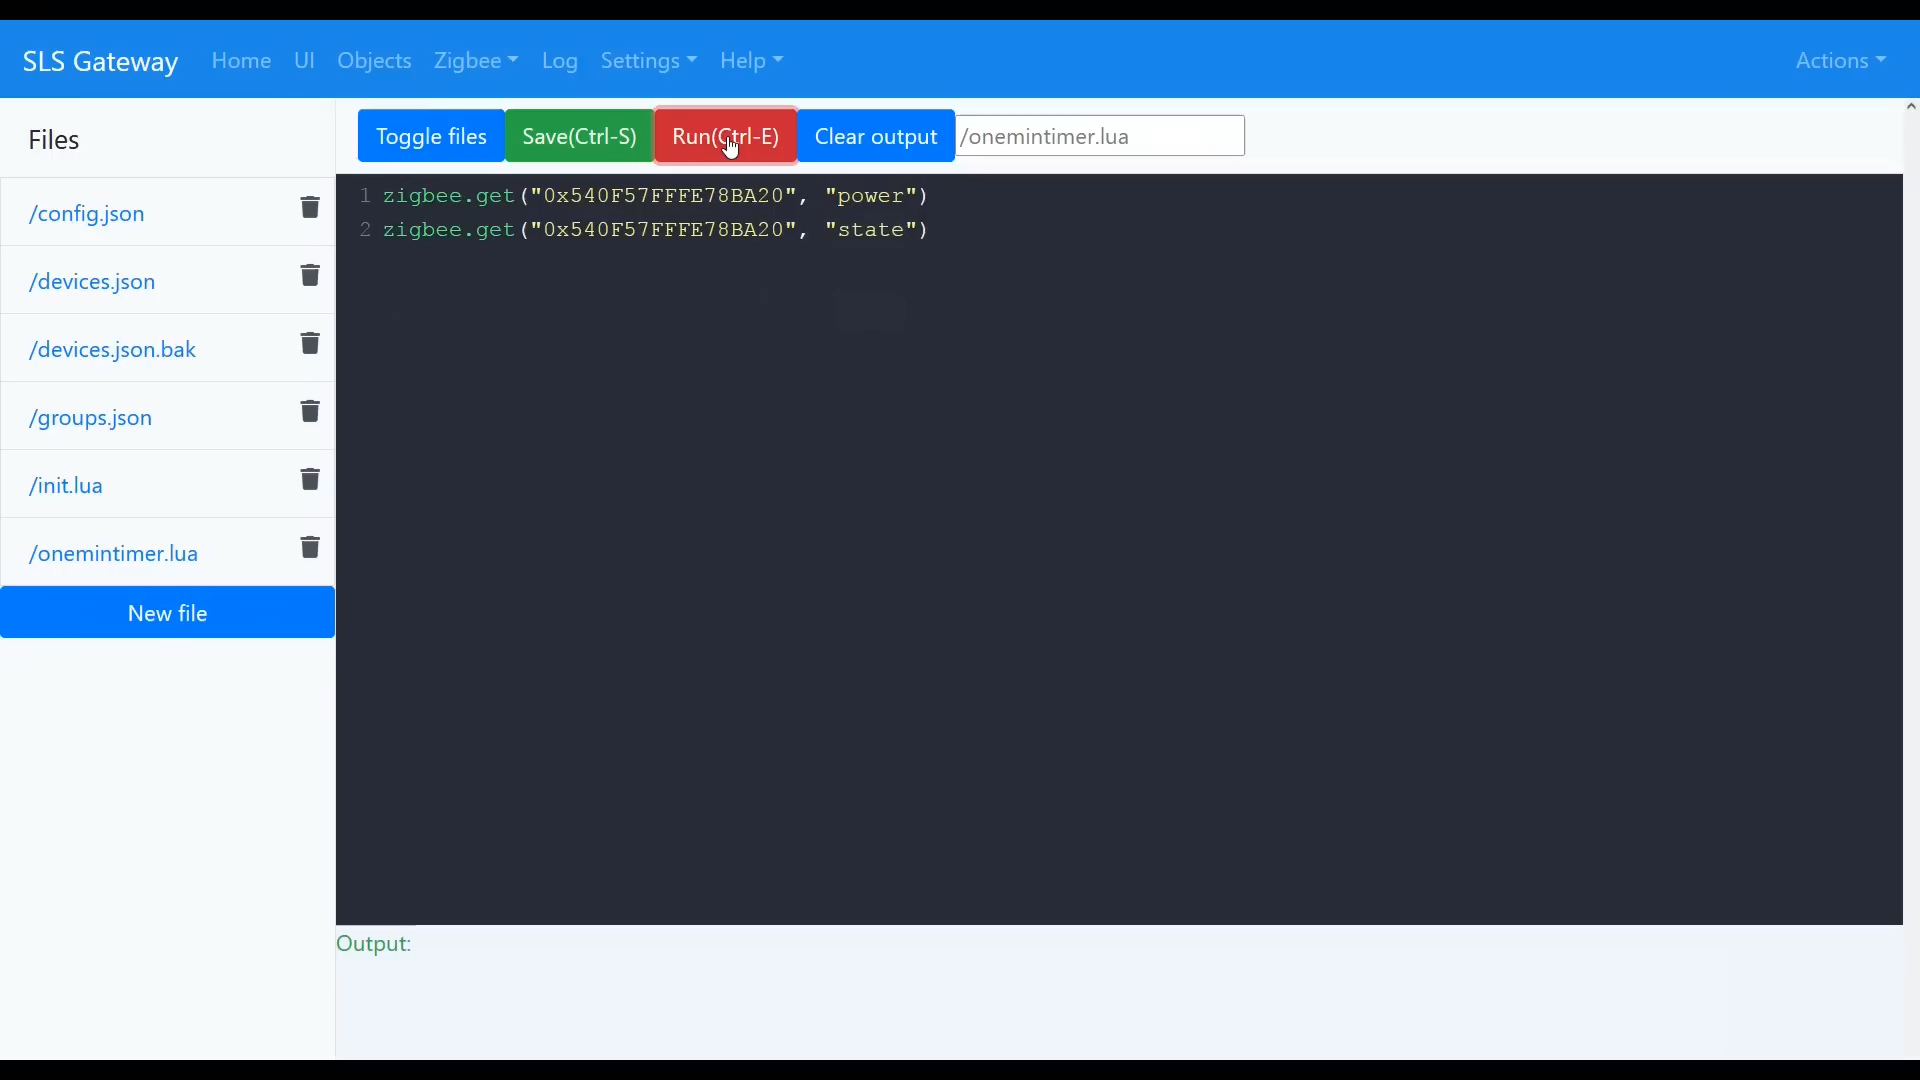 SLS Gateway Home UI Objects Zigbee Log Settings Help Actions
Files
Toggle files Save(Ctrl-S) Run(Ctrl-E) Clear output /onemintimer.lua
/config.json
/devices.json
/devices.json.bak
/groups.json
/init.lua
/onemintimer.lua
New file
1 zigbee.get("0x540F57FFFE78BA20", "power")
2 zigbee.get("0x540F57FFFE78BA20", "state")
Output: